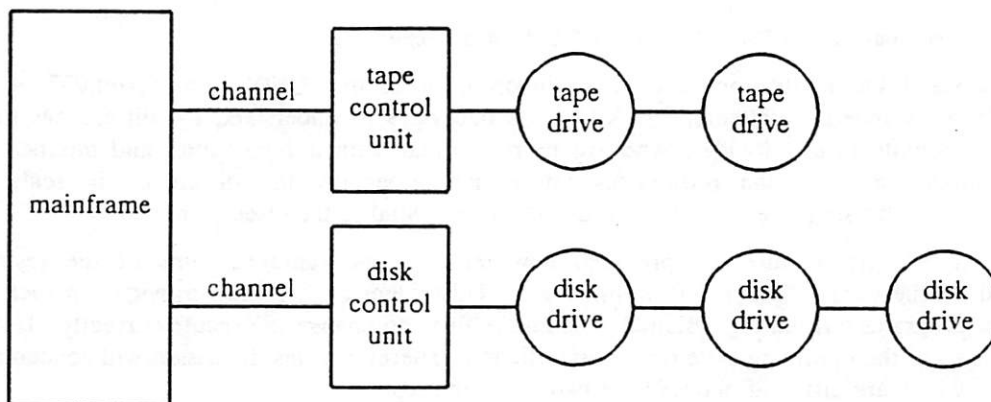 mainframe
channel
tape
control
unit
tape
drive
tape
drive
channel
disk
control
unit
disk
drive
disk
drive
disk
drive